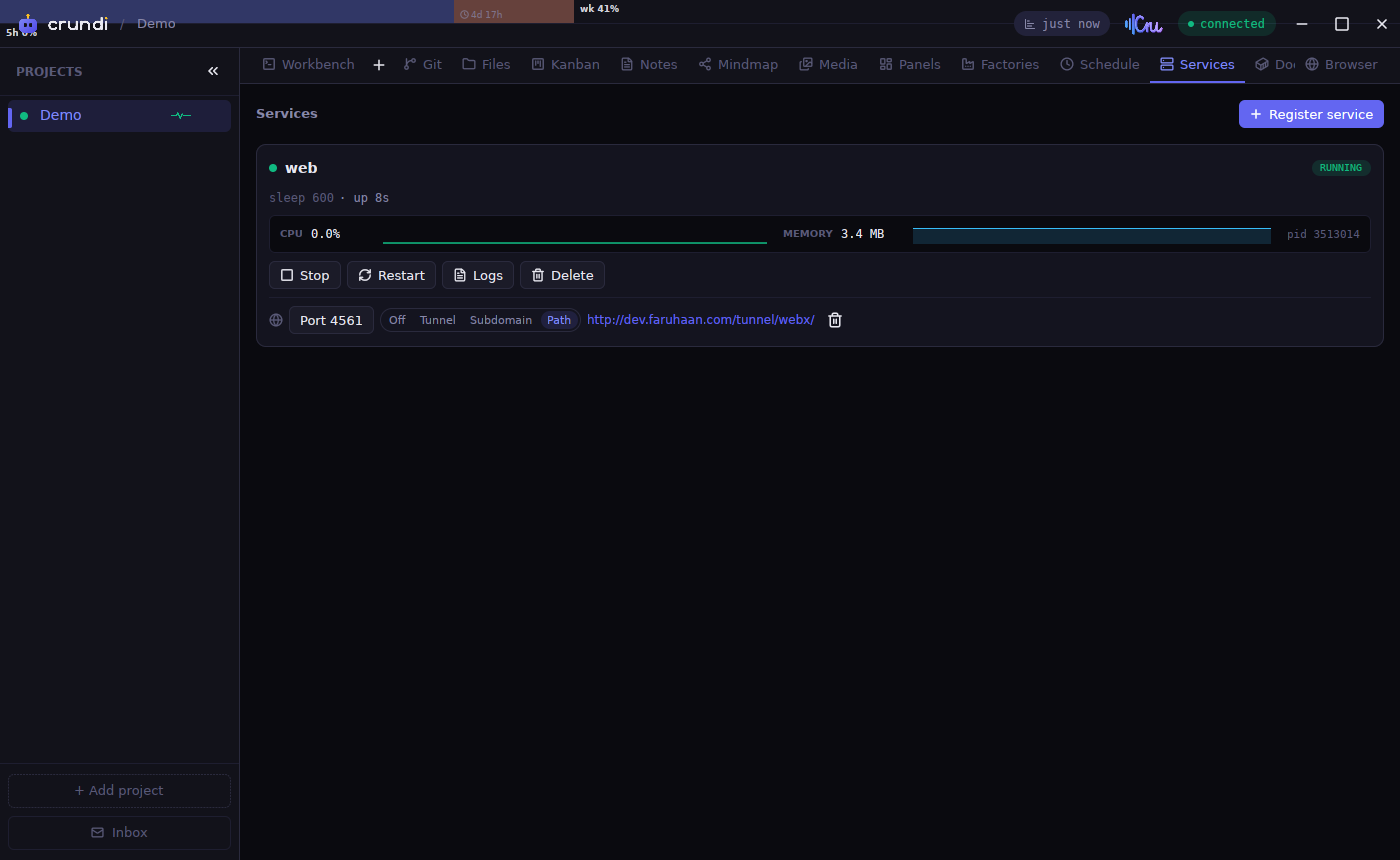 4d 17h
wk 41%
crundi / Demo
just now
Cru
connected
PROJECTS
Workbench
Git
Files
Kanban
Notes
Mindmap
Media
Panels
Factories
Schedule
Services
Browser
Demo
Services
+ Register service
web
RUNNING
sleep 600 · up 8s
CPU 0.0%
MEMORY 3.4 MB
pid 3513014
Stop
Restart
Logs
Delete
Port 4561
Off
Tunnel
Subdomain
Path
http://dev.faruhaan.com/tunnel/webx/
+ Add project
Inbox